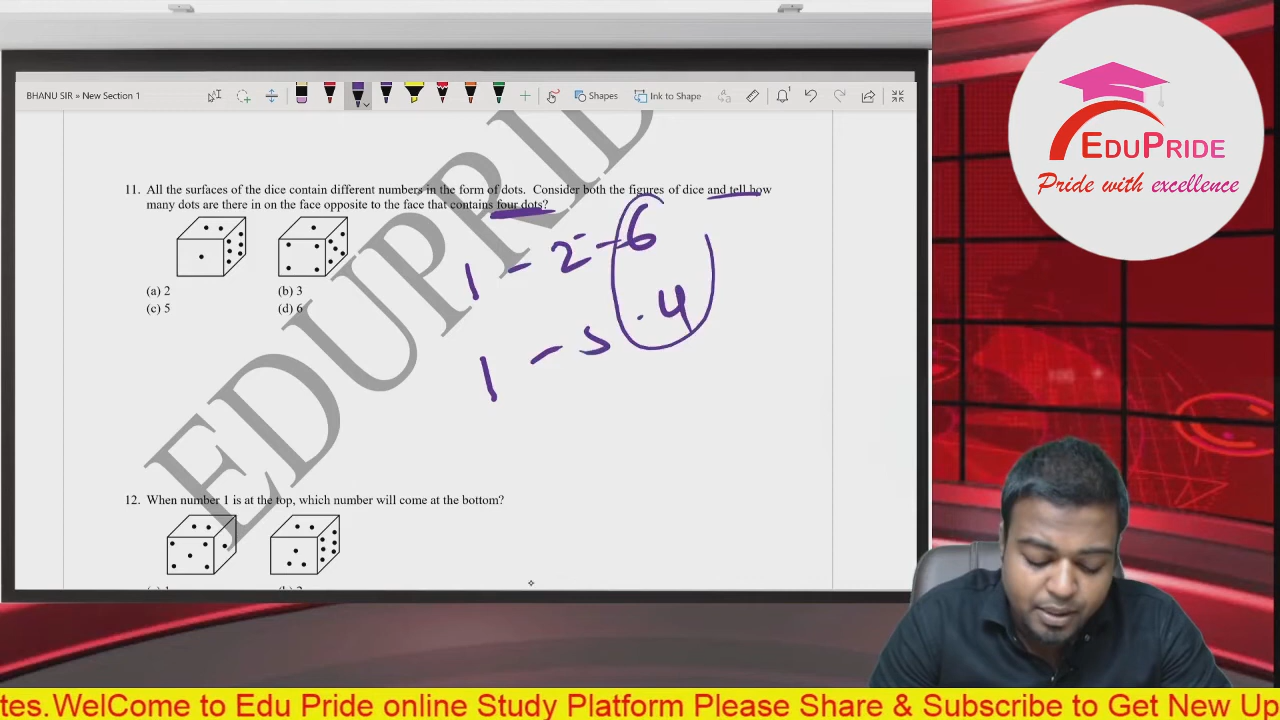 BHANU SIR » New Section 1
Shapes
Ink to Shape
EDUPRIDE
Pride with excellence
EDUPRID
11. All the surfaces of the dice contain different numbers in the form of dots. Consider both the figures of dice and tell how
many dots are there in on the face opposite to the face that contains four dots?
(a) 2 (b) 3
(c) 5 (d) 6
1 - 2 - 6
1 - 5 . 4
12. When number 1 is at the top, which number will come at the bottom?
tes.WelCome to Edu Pride online Study Platform Please Share & Subscribe to Get New Up